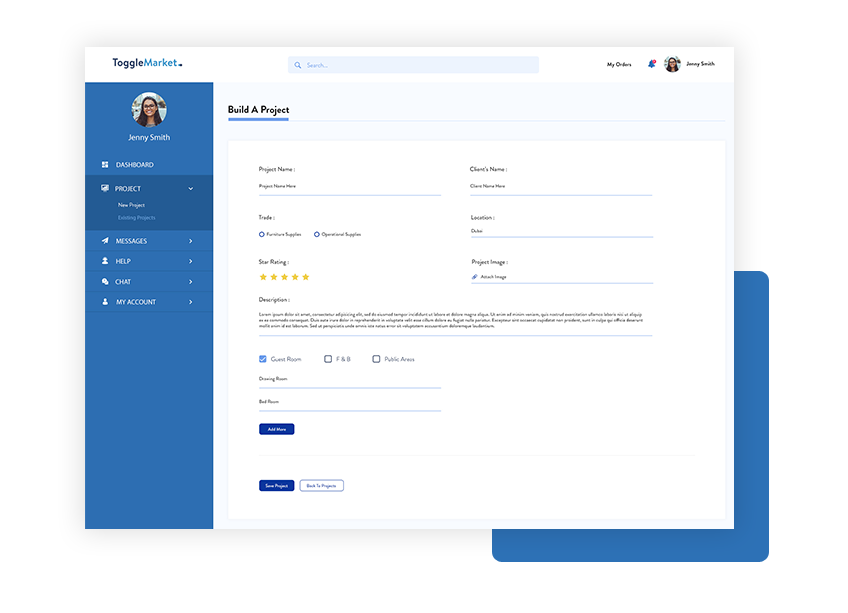 ToggleMarket
Search...
My Orders
Jenny Smith
Jenny Smith
DASHBOARD
PROJECT
New Project
Existing Projects
MESSAGES
HELP
CHAT
MY ACCOUNT
Build A Project
Project Name :
Client's Name :
Project Name Here
Client Name Here
Trade :
Location :
Furniture Supplies
Operational Supplies
Dubai
Star Rating :
Project Image :
Attach Image
Description :
Lorem ipsum dolor sit amet, consectetur adipiscing elit, sed do eiusmod tempor incididunt ut labore et dolore magna aliqua. Ut enim ad minim veniam, quis nostrud exercitation ullamco laboris nisi ut aliquip
ex ea commodo consequat. Duis aute irure dolor in reprehenderit in voluptate velit esse cillum dolore eu fugiat nulla pariatur. Excepteur sint occaecat cupidatat non proident, sunt in culpa qui officia deserunt
mollit anim id est laborum. Sed ut perspiciatis unde omnis iste natus error sit voluptatem accusantium doloremque laudantium.
Guest Room
F & B
Public Areas
Drawing Room
Bed Room
Add More
Save Project
Back To Projects